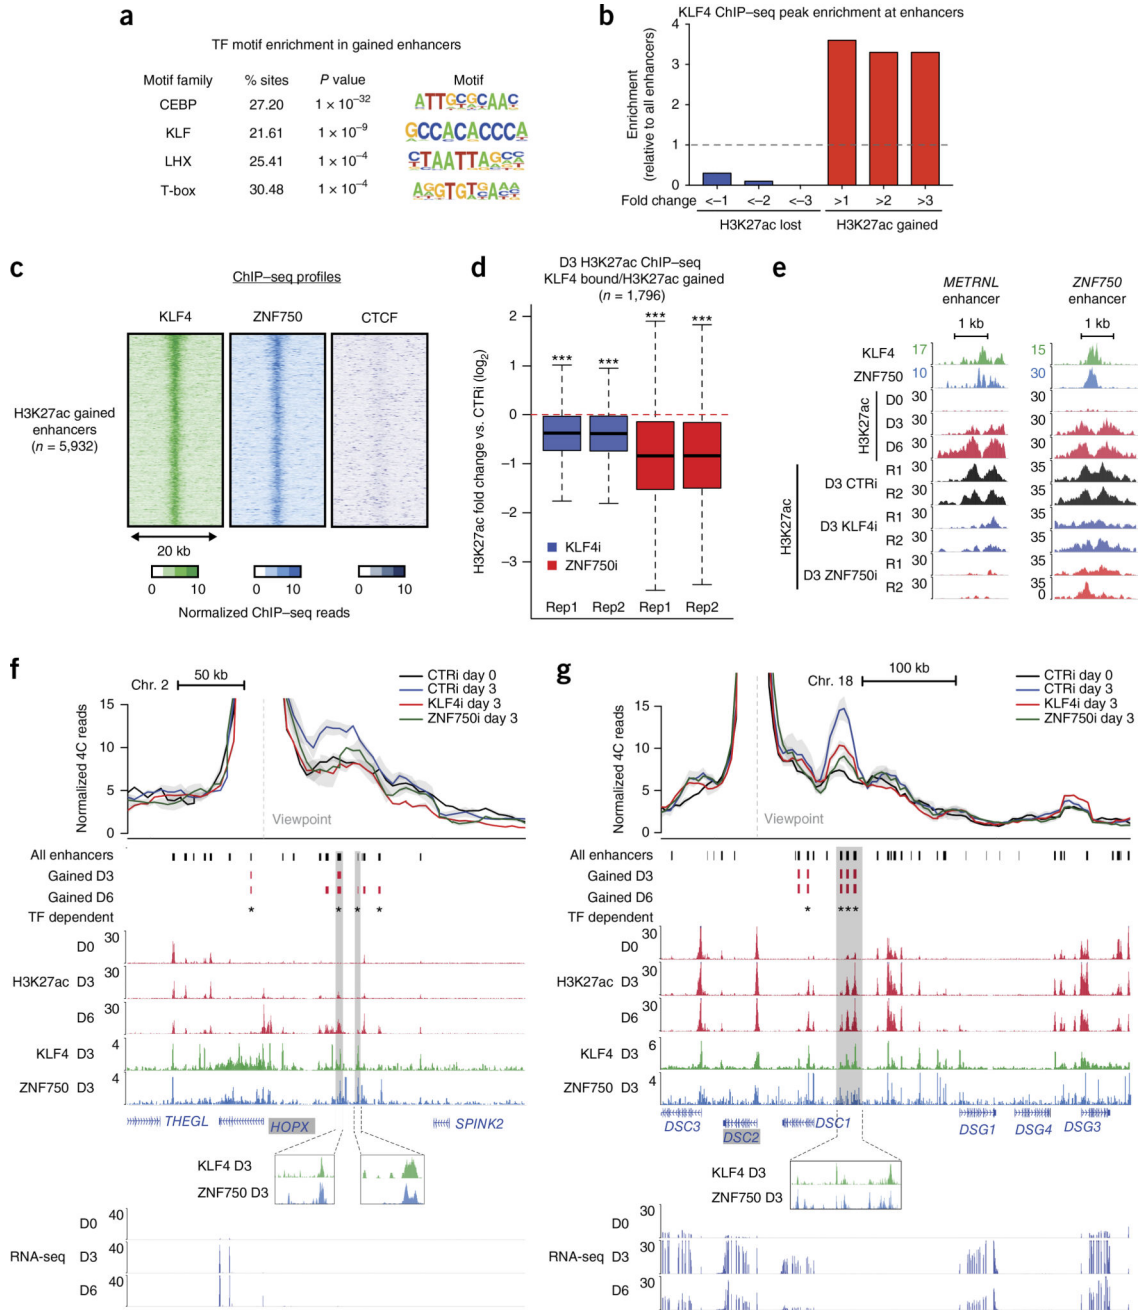 a
TF motif enrichment in gained enhancers
Motif family % sites P value Motif
CEBP 27.20 1 × 10–32
KLF 21.61 1 × 10–9 GCCACACCCA
LHX 25.41 1 × 10–4
T-box 30.48 1 × 10–4
b
KLF4 ChIP–seq peak enrichment at enhancers
Enrichment
(relative to all enhancers)
4
3
2
1
0
Fold change <–1 <–2 <–3 >1 >2 >3
H3K27ac lost H3K27ac gained
c
ChIP–seq profiles
KLF4 ZNF750 CTCF
H3K27ac gained
enhancers
(n = 5,932)
20 kb
0 10 0 10 0 10
Normalized ChIP–seq reads
d
D3 H3K27ac ChIP–seq
KLF4 bound/H3K27ac gained
(n = 1,796)
H3K27ac fold change vs. CTRi (log2)
2
1
0
–1
–2
–3
*** *** *** ***
KLF4i
ZNF750i
Rep1 Rep2 Rep1 Rep2
e
METRNL
enhancer
ZNF750
enhancer
1 kb 1 kb
KLF4 17 15
ZNF750 10 30
H3K27ac
D0 30 30
D3 30 30
D6 30 30
H3K27ac
D3 CTRi
R1 30 35
R2 30 35
D3 KLF4i
R1 30 35
R2 30 35
D3 ZNF750i
R1 30 35
R2 30 35
0
f
Chr. 2 50 kb
CTRi day 0
CTRi day 3
KLF4i day 3
ZNF750i day 3
Normalized 4C reads
15
10
5
0
Viewpoint
All enhancers
Gained D3
Gained D6
TF dependent * * * *
D0 30
H3K27ac D3 30
D6 30
KLF4 D3 4
ZNF750 D3 4
THEGL HOPX SPINK2
KLF4 D3
ZNF750 D3
RNA-seq
D0 40
D3 40
D6 40
g
Chr. 18 100 kb
CTRi day 0
CTRi day 3
KLF4i day 3
ZNF750i day 3
Normalized 4C reads
15
10
5
0
Viewpoint
All enhancers
Gained D3
Gained D6
TF dependent * ***
D0 30
H3K27ac D3 30
D6 30
KLF4 D3 6
ZNF750 D3 4
DSC3 DSC2 DSC1 DSG1 DSG4 DSG3
KLF4 D3
ZNF750 D3
RNA-seq
D0 30
D3 30
D6 30